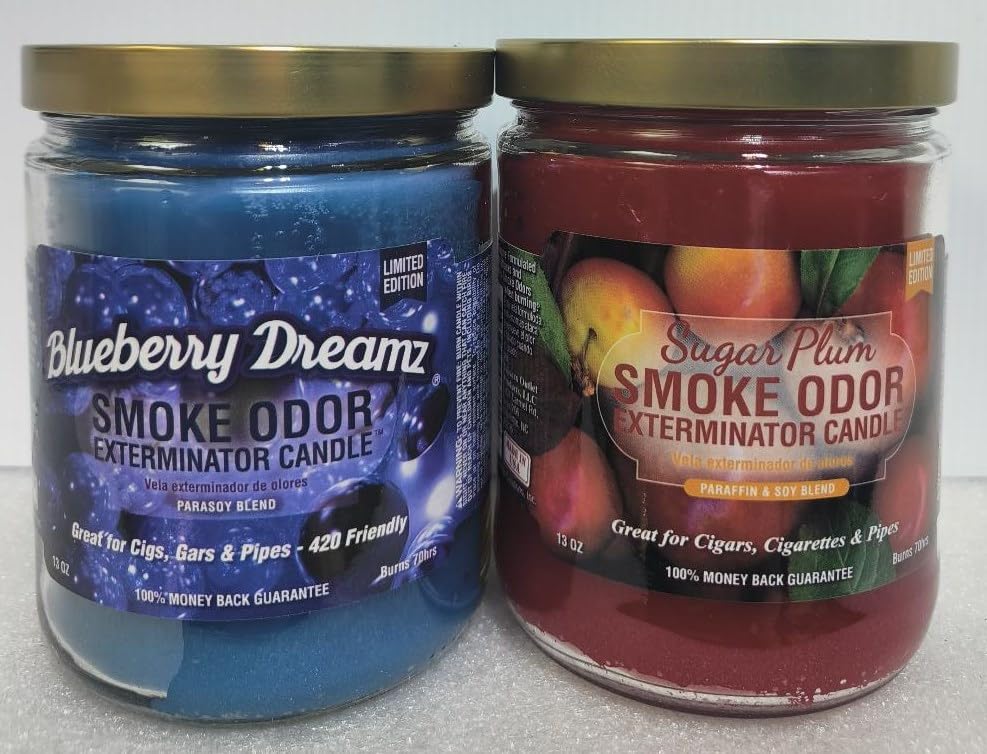 LIMITED
EDITION
Blueberry Dreamz®
SMOKE ODOR
EXTERMINATOR CANDLE™
Vela exterminador de olores
PARASOY BLEND
Great for Cigs, Gars & Pipes - 420 Friendly
13 OZ
Burns 70hrs
100% MONEY BACK GUARANTEE
LIMITED
EDITION
Sugar Plum
SMOKE ODOR
EXTERMINATOR CANDLE
Vela exterminador de olores
PARAFFIN & SOY BLEND
Great for Cigars, Cigarettes & Pipes
13 OZ
Burns 70hrs
100% MONEY BACK GUARANTEE